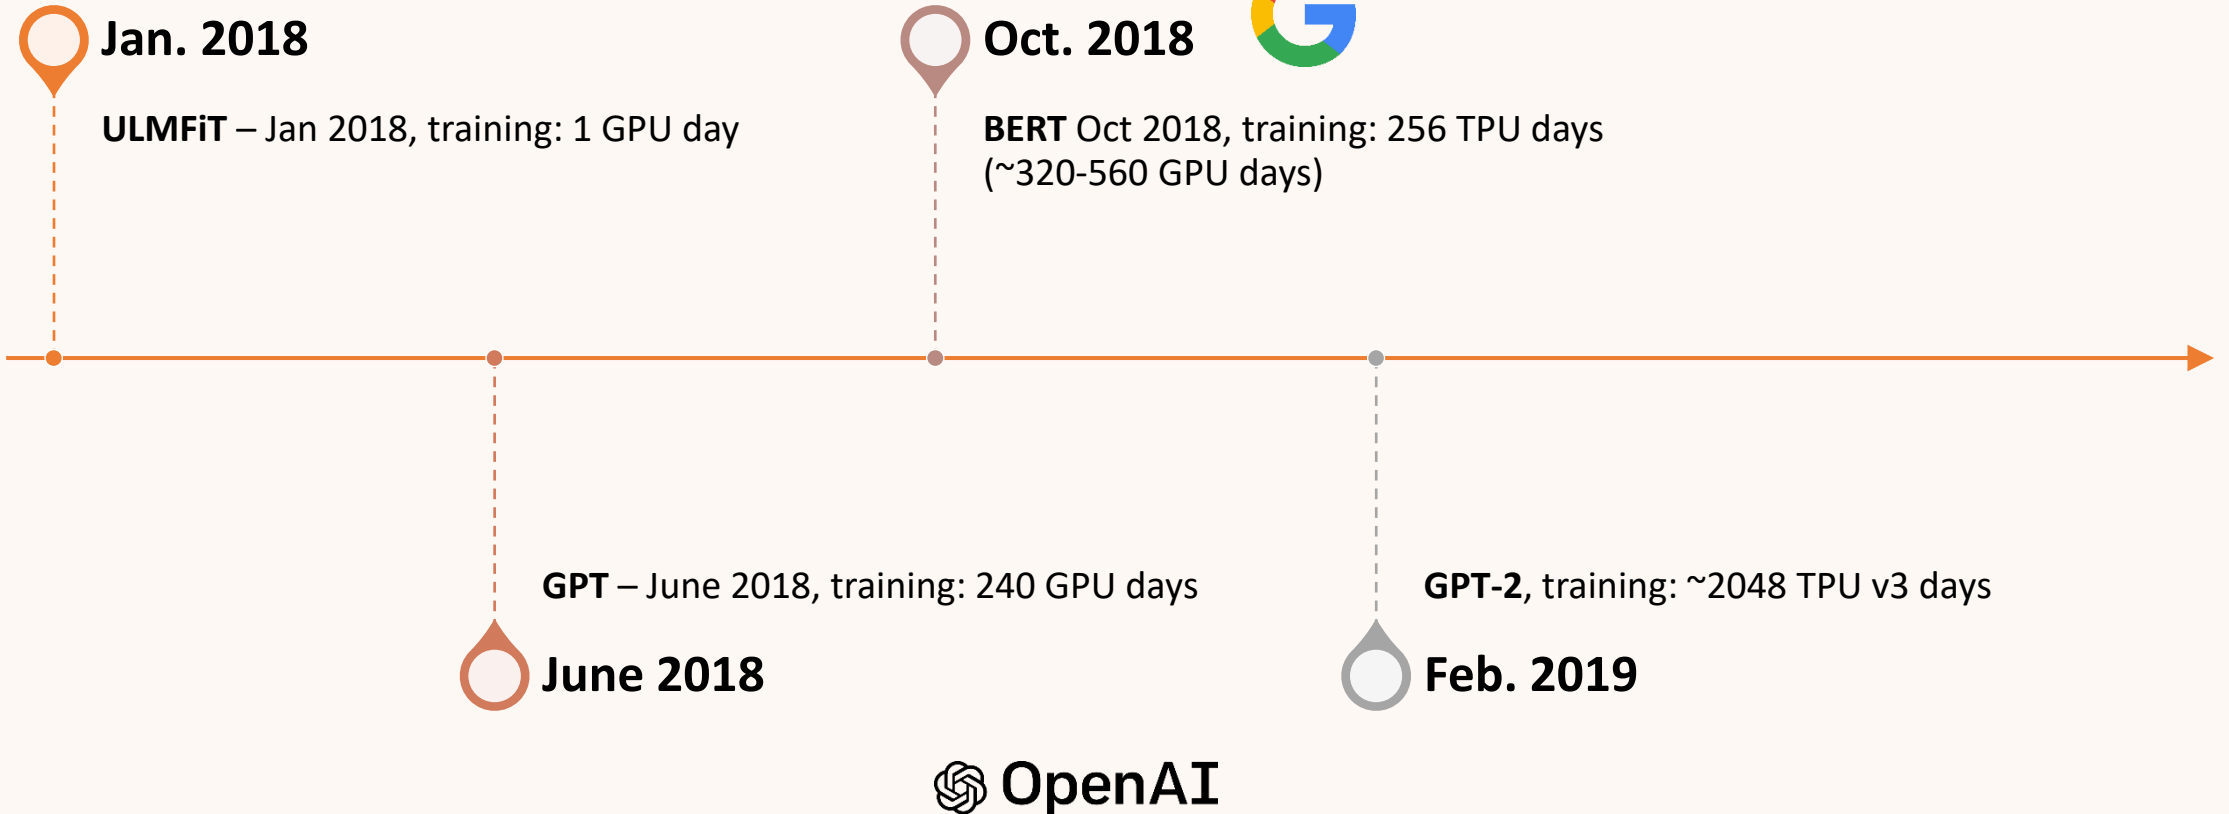 Jan. 2018
ULMFiT – Jan 2018, training: 1 GPU day
Oct. 2018
BERT Oct 2018, training: 256 TPU days
(~320-560 GPU days)
GPT – June 2018, training: 240 GPU days
June 2018
GPT-2, training: ~2048 TPU v3 days
Feb. 2019
OpenAI